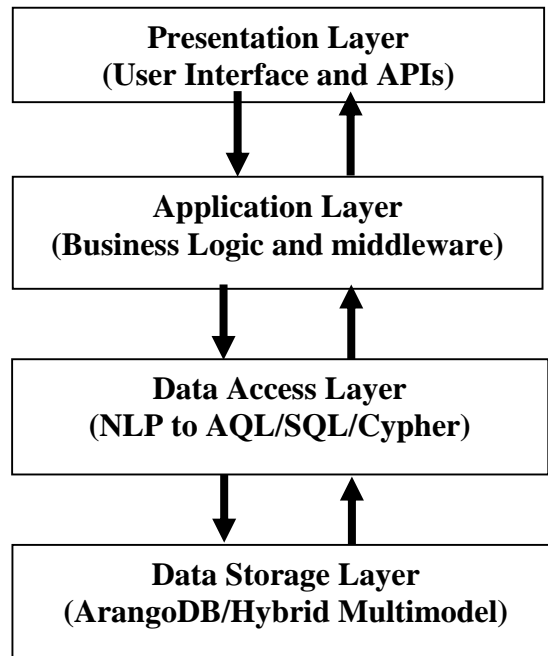 Presentation Layer
(User Interface and APIs)
Application Layer
(Business Logic and middleware)
Data Access Layer
(NLP to AQL/SQL/Cypher)
Data Storage Layer
(ArangoDB/Hybrid Multimodel)